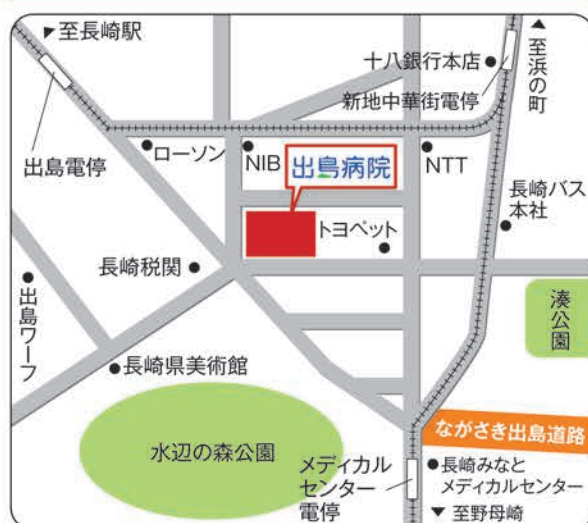 ▼至長崎駅
十八銀行本店
至浜の町
新地中華街電停
出島電停
ローソン
NIB
出島病院
NTT
長崎バス
本社
トヨペット
長崎税関
出島ワーフ
湊公園
長崎県美術館
ながさき出島道路
水辺の森公園
メディカル
センター
電停
長崎みなと
メディカルセンター
▼至野母崎